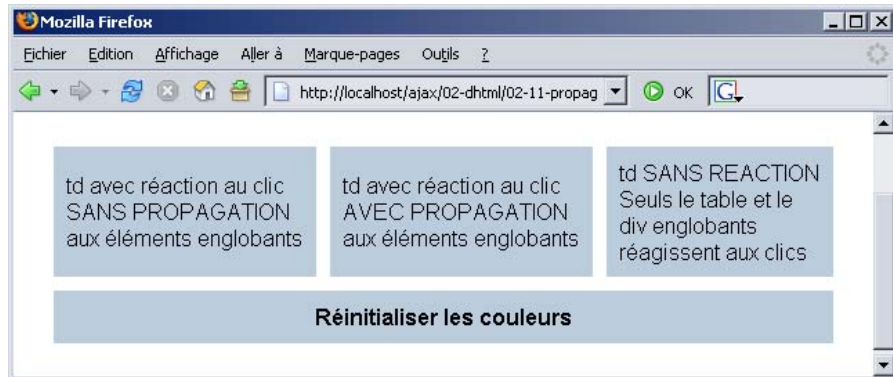 Mozilla Firefox
Fichier Edition Affichage Aller à Marque-pages Outils ?
http://localhost/ajax/02-dhtml/02-11-propag OK G
td avec réaction au clic
SANS PROPAGATION
aux éléments englobants
td avec réaction au clic
AVEC PROPAGATION
aux éléments englobants
td SANS REACTION
Seuls le table et le
div englobants
réagissent aux clics
Réinitialiser les couleurs